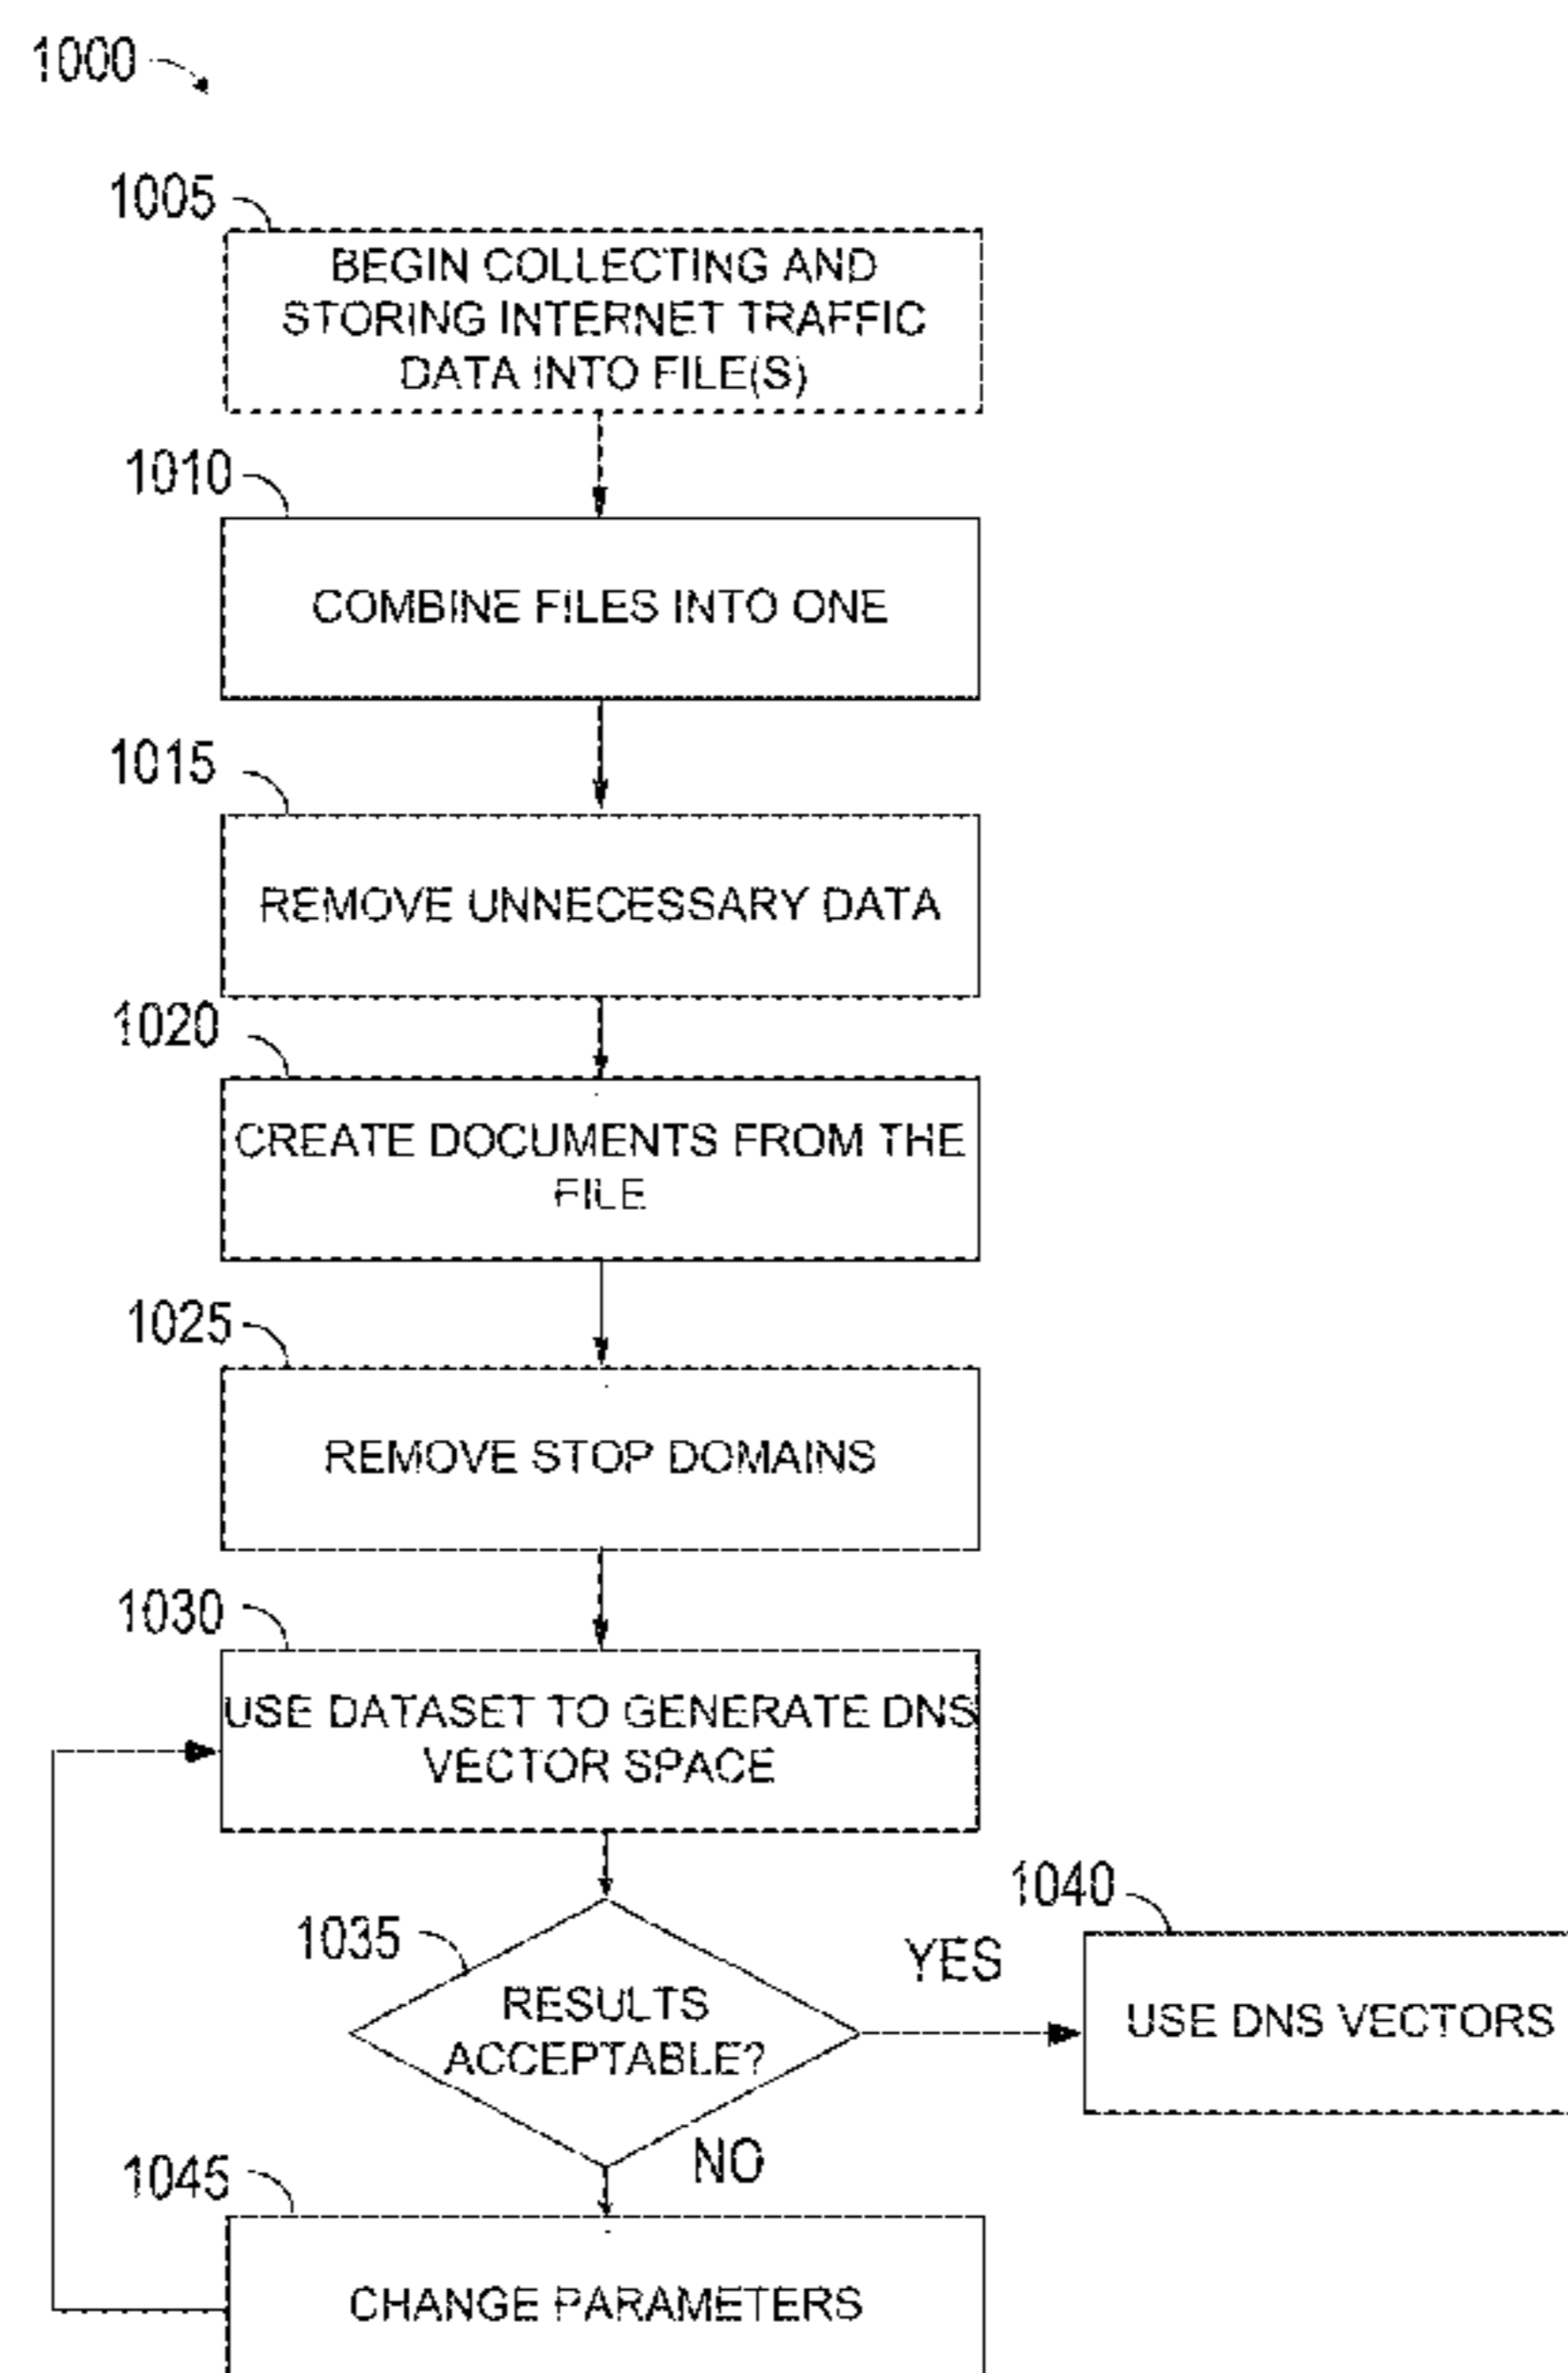 1000
1005
BEGIN COLLECTING AND
STORING INTERNET TRAFFIC
DATA INTO FILE(S)
1010
COMBINE FILES INTO ONE
1015
REMOVE UNNECESSARY DATA
1020
CREATE DOCUMENTS FROM THE
FILE
1025
REMOVE STOP DOMAINS
1030
USE DATASET TO GENERATE DNS
VECTOR SPACE
1035
RESULTS
ACCEPTABLE?
YES
1040
USE DNS VECTORS
NO
1045
CHANGE PARAMETERS